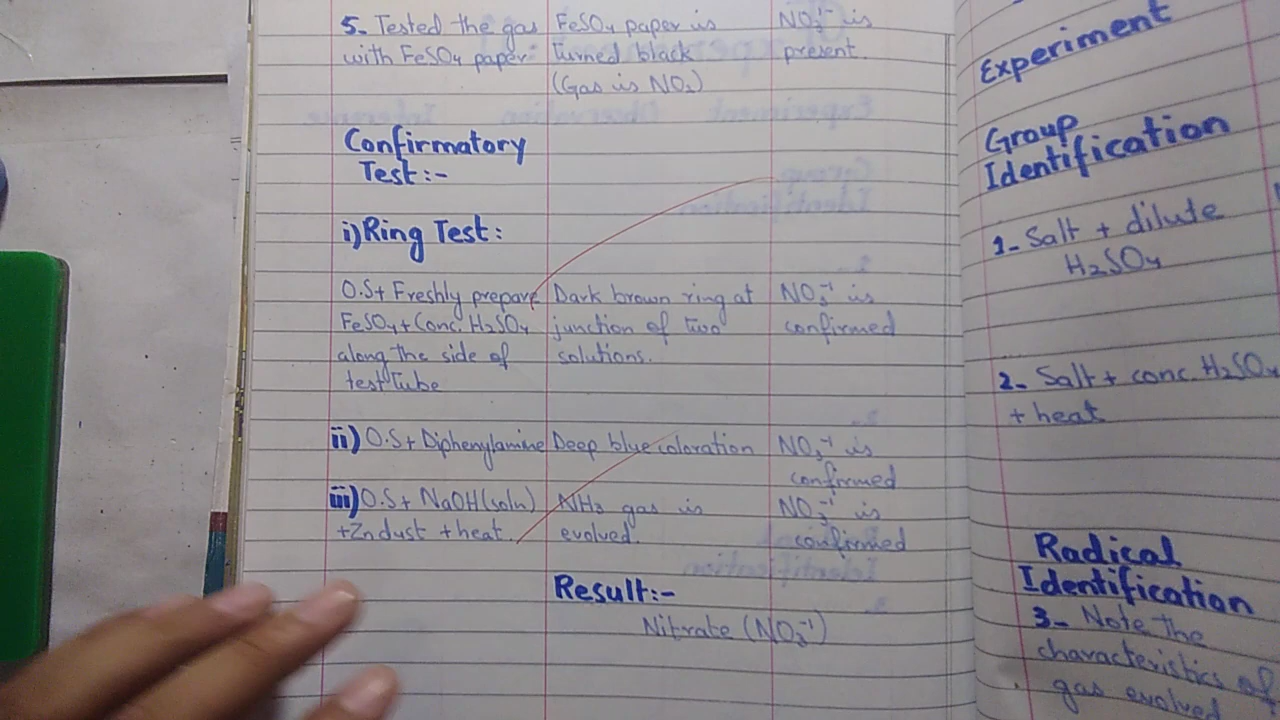 5- Tested the gas FeSO4 paper is NO3⁻¹ is
with FeSO4 paper turned black present.
(Gas is NO2)
Confirmatory
Test:-
i) Ring Test:
O.S+ Freshly prepare Dark brown ring at NO3⁻¹ is
FeSO4+Conc. H2SO4 junction of two confirmed
along the side of solutions.
test Tube
ii) O.S+ Diphenylamine Deep blue coloration NO3⁻¹ is
confirmed
iii) O.S+ NaOH(soln) NH3 gas is NO3⁻¹ is
+Zn dust +heat. evolved. confirmed
Result:-
Nitrate (NO3⁻¹)
Experiment
Group
Identification
1- Salt + dilute
H2SO4
2- Salt + conc. H2SO4
+ heat
Radical
Identification
3- Note the
characteristics of
gas evolved